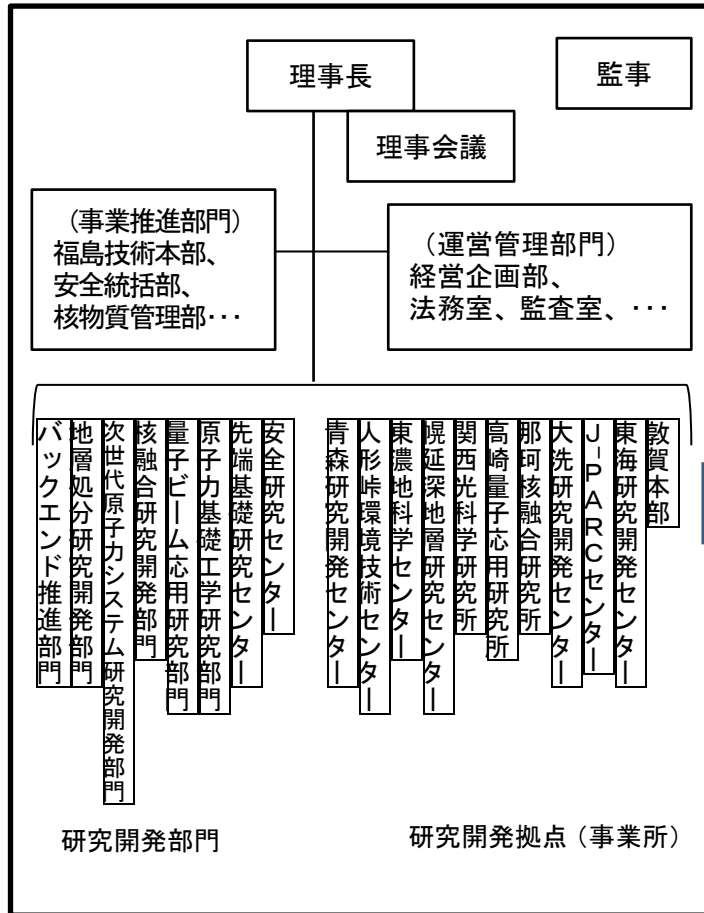 理事長
監事
理事会議
（事業推進部門）
福島技術本部、
安全統括部、
核物質管理部･･･
（運営管理部門）
経営企画部、
法務室、監査室、･･･
敦賀本部
東海研究開発センター
J-PARCセンター
大洗研究開発センター
那珂核融合研究所
高崎量子応用研究所
関西光科学研究所
幌延深地層研究センター
東濃地科学センター
人形峠環境技術センター
青森研究開発センター
安全研究センター
先端基礎研究センター
原子力基礎工学研究部門
量子ビーム応用研究部門
核融合研究開発部門
次世代原子力システム研究開発部門
地層処分研究開発部門
バックエンド推進部門
研究開発部門
研究開発拠点（事業所）